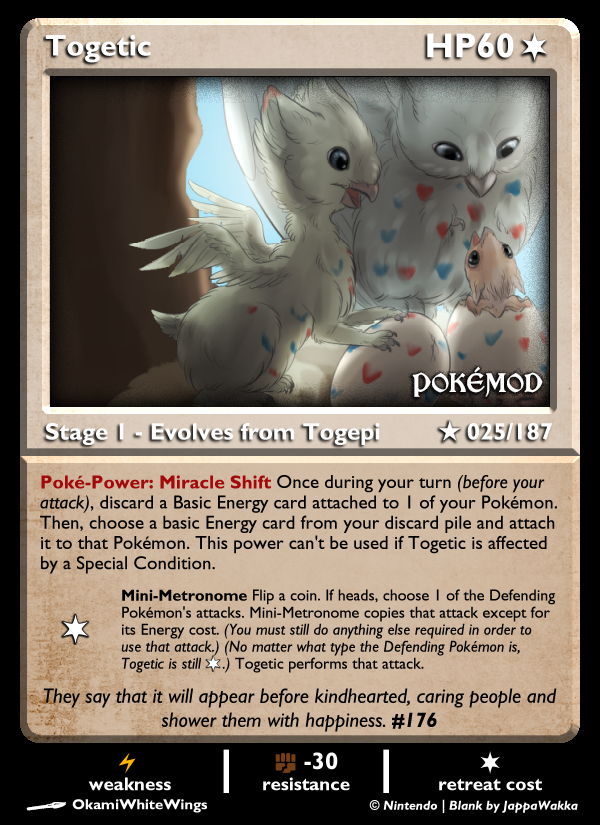 Togetic HP60
POKÉMOD
Stage 1 - Evolves from Togepi 025/187
Poké-Power: Miracle Shift Once during your turn (before your
attack), discard a Basic Energy card attached to 1 of your Pokémon.
Then, choose a basic Energy card from your discard pile and attach
it to that Pokémon. This power can't be used if Togetic is affected
by a Special Condition.
Mini-Metronome Flip a coin. If heads, choose 1 of the Defending
Pokémon's attacks. Mini-Metronome copies that attack except for
its Energy cost. (You must still do anything else required in order to
use that attack.) (No matter what type the Defending Pokémon is,
Togetic is still .) Togetic performs that attack.
They say that it will appear before kindhearted, caring people and
shower them with happiness. #176
-30
weakness resistance retreat cost
OkamiWhiteWings © Nintendo | Blank by JappaWakka